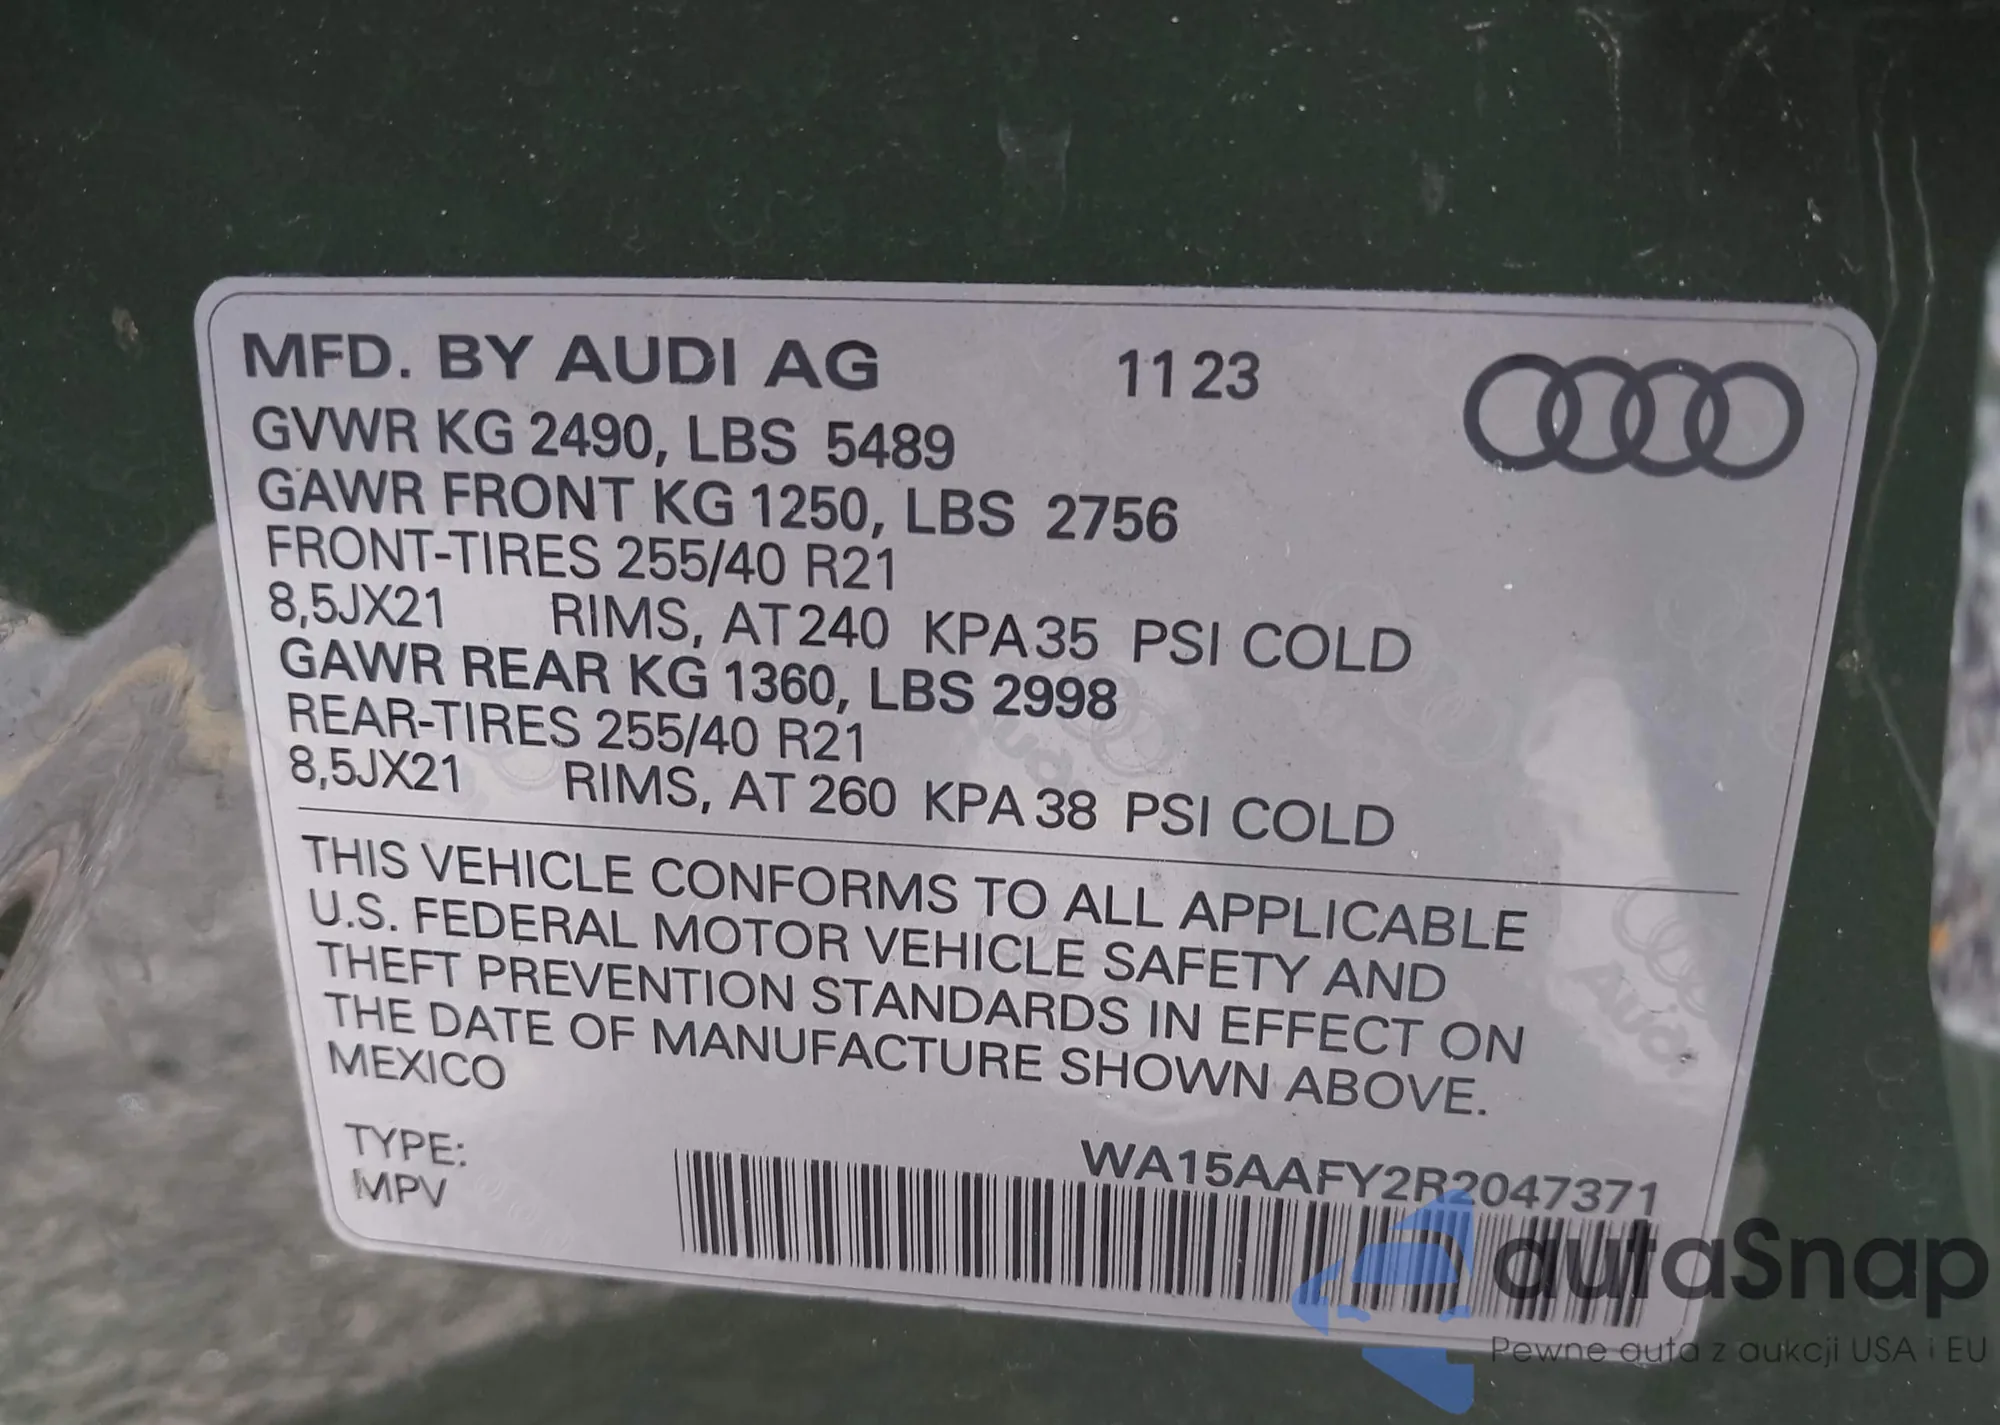 MFD. BY AUDI AG 11 23
GVWR KG 2490, LBS 5489
GAWR FRONT KG 1250, LBS 2756
FRONT-TIRES 255/40 R21
8,5JX21 RIMS, AT 240 KPA 35 PSI COLD
GAWR REAR KG 1360, LBS 2998
REAR-TIRES 255/40 R21
8,5JX21 RIMS, AT 260 KPA 38 PSI COLD
THIS VEHICLE CONFORMS TO ALL APPLICABLE
U.S. FEDERAL MOTOR VEHICLE SAFETY AND
THEFT PREVENTION STANDARDS IN EFFECT ON
THE DATE OF MANUFACTURE SHOWN ABOVE.
MEXICO
TYPE:
MPV
WA15AAFY2R2047371
autaSnap
Pewne auta z aukcji USA i EU
Audi
Audi